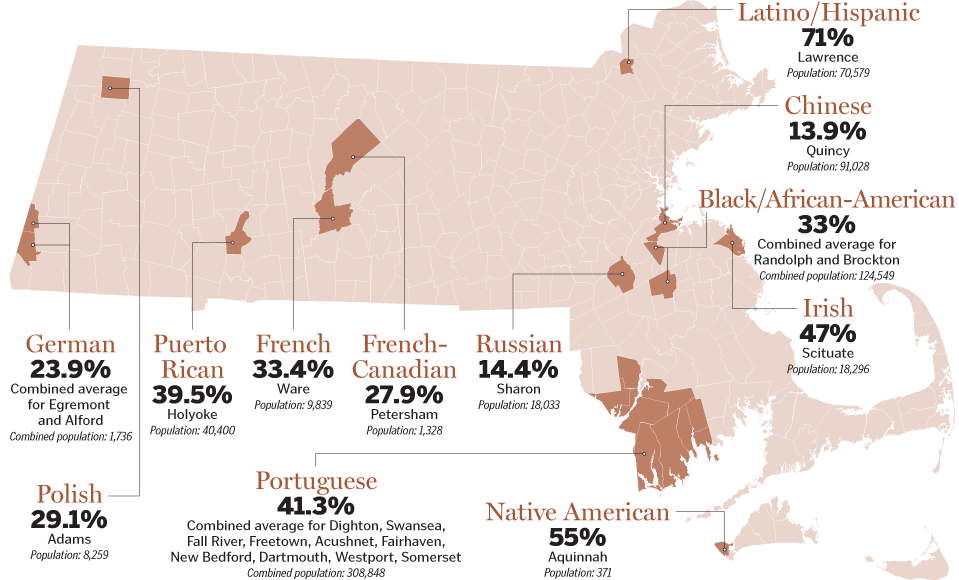 Latino/Hispanic
71%
Lawrence
Population: 70,579
Chinese
13.9%
Quincy
Population: 91,028
Black/African-American
33%
Combined average for
Randolph and Brockton
Combined population: 124,549
Irish
47%
Scituate
Population: 18,296
German
23.9%
Combined average
for Egremont
and Alford
Combined population: 1,736
Puerto
Rican
39.5%
Holyoke
Population: 40,400
French
33.4%
Ware
Population: 9,839
French-
Canadian
27.9%
Petersham
Population: 1,328
Russian
14.4%
Sharon
Population: 18,033
Polish
29.1%
Adams
Population: 8,259
Portuguese
41.3%
Combined average for Dighton, Swansea,
Fall River, Freetown, Acushnet, Fairhaven,
New Bedford, Dartmouth, Westport, Somerset
Combined population: 308,848
Native American
55%
Aquinnah
Population: 371